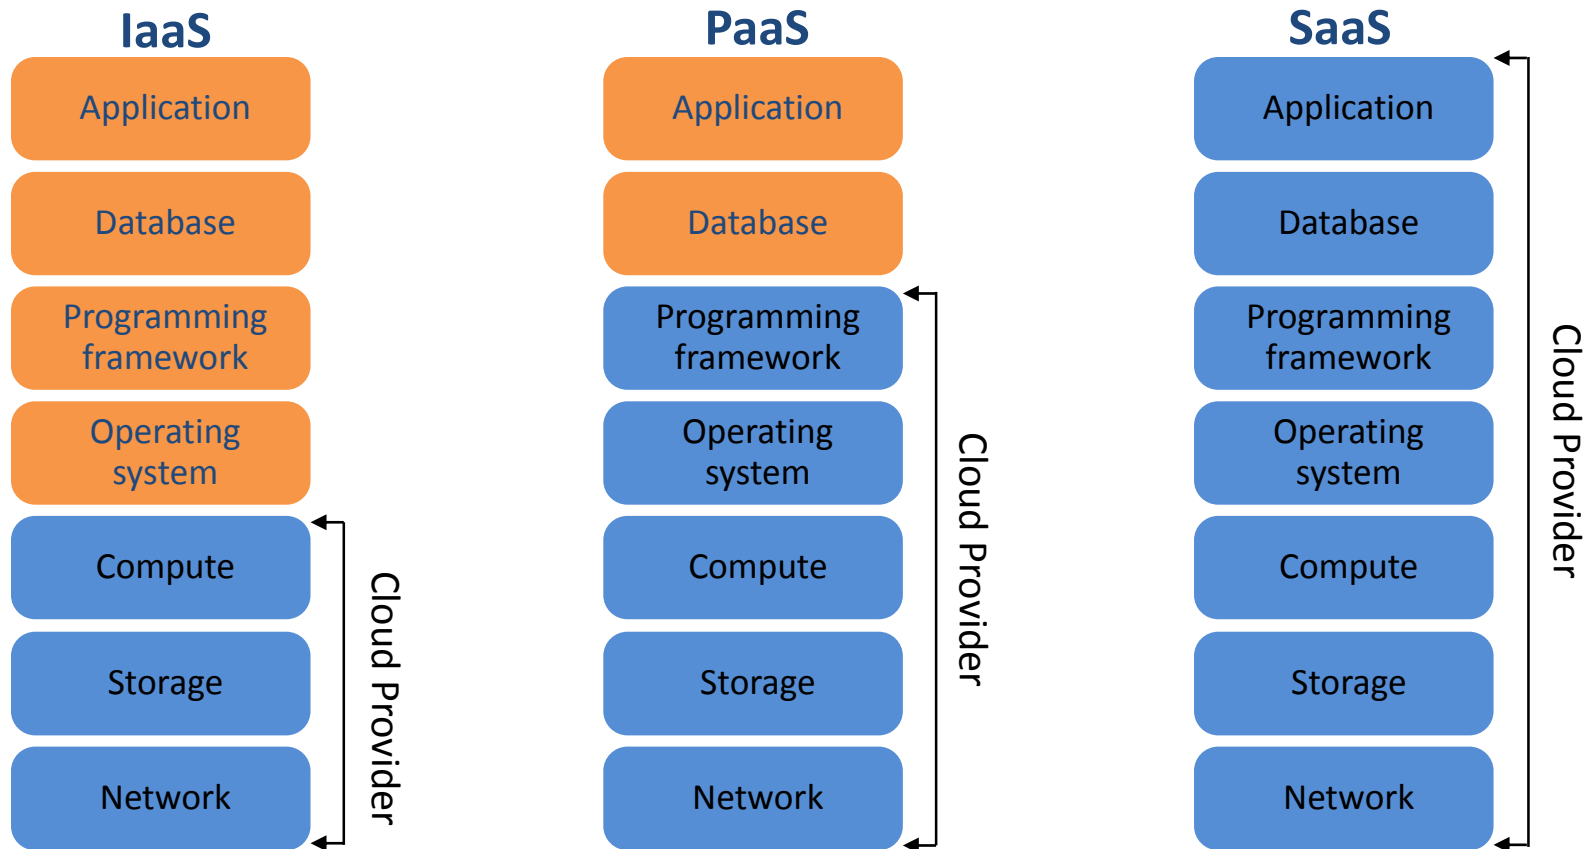 IaaS
Application
Database
Programming
framework
Operating
system
Compute
Storage
Network
Cloud Provider
PaaS
Application
Database
Programming
framework
Operating
system
Compute
Storage
Network
Cloud Provider
SaaS
Application
Database
Programming
framework
Operating
system
Compute
Storage
Network
Cloud Provider